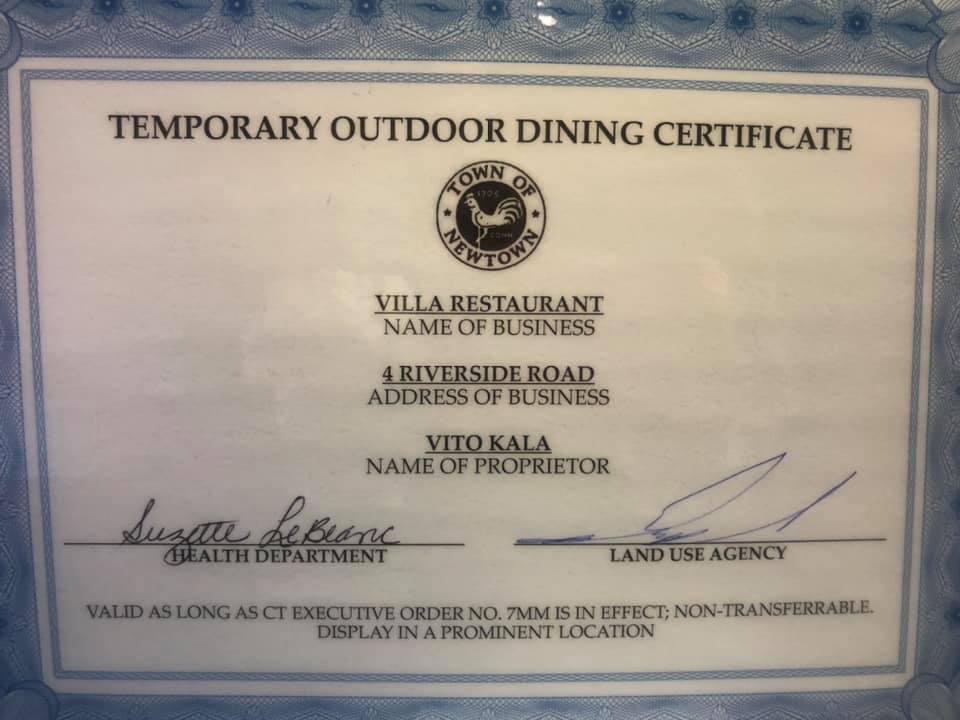 TEMPORARY OUTDOOR DINING CERTIFICATE
TOWN OF
1705
CONN
NEWTOWN
VILLA RESTAURANT
NAME OF BUSINESS
4 RIVERSIDE ROAD
ADDRESS OF BUSINESS
VITO KALA
NAME OF PROPRIETOR
Suzette LeBlanc
HEALTH DEPARTMENT
LAND USE AGENCY
VALID AS LONG AS CT EXECUTIVE ORDER NO. 7MM IS IN EFFECT; NON-TRANSFERRABLE.
DISPLAY IN A PROMINENT LOCATION